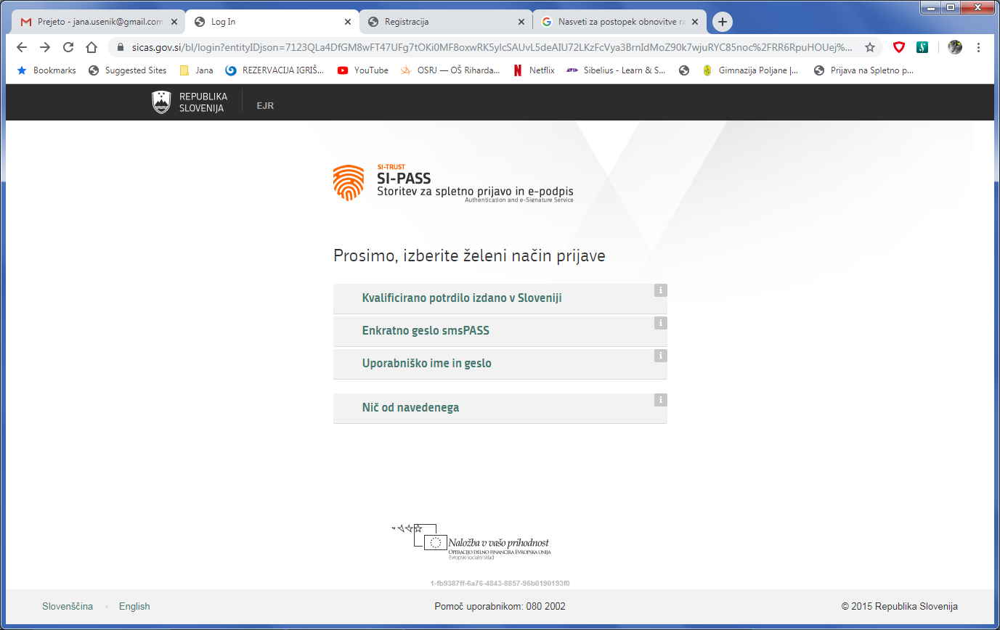 Prejeto - jana.usenik@gmail.com
Log In
Registracija
Nasveti za postopek obnovitve ra
sicas.gov.si/bl/login?entityIDjson=7123QLa4DfGM8wFT47UFg7tOKi0MF8oxwRK5ylcSAUvL5deAIU72LKzFcVya3BrnIdMoZ90k7wjuRYC85noc%2FRR6RpuHOUej%...
Bookmarks Suggested Sites Jana REZERVACIJA IGRIŠ... YouTube OSRJ — OŠ Riharda... Netflix Sibelius - Learn & S... Gimnazija Poljane |... Prijava na Spletno p...
REPUBLIKA
SLOVENIJA
EJR
SI-TRUST
SI-PASS
Storitev za spletno prijavo in e-podpis
Authentication and e-Signature Service
Prosimo, izberite želeni način prijave
Kvalificirano potrdilo izdano v Sloveniji
Enkratno geslo smsPASS
Uporabniško ime in geslo
Nič od navedenega
Naložba v vašo prihodnost
OPERACIJO DELNO FINANCIRA EVROPSKA UNIJA
Evropski socialni sklad
1-fb9387ff-6a76-4843-8857-96b0190193f0
Slovenščina • English
Pomoč uporabnikom: 080 2002
© 2015 Republika Slovenija